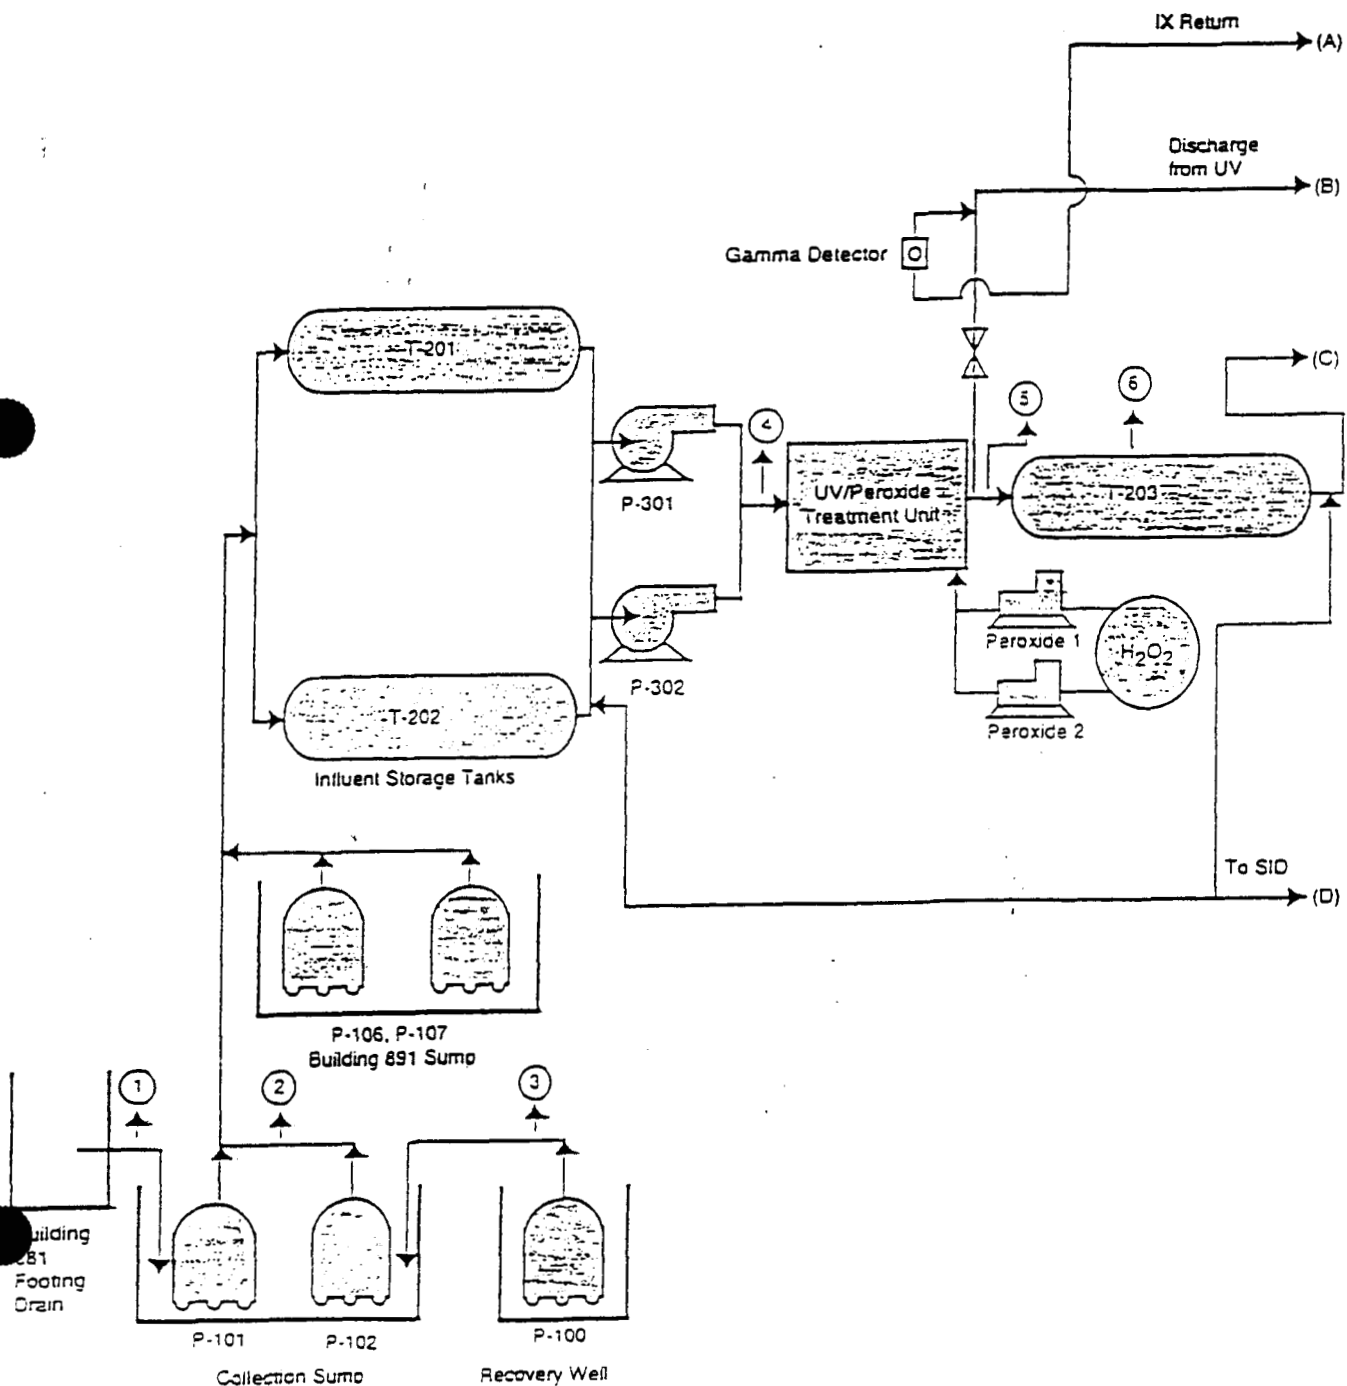 IX Return
(A)
Discharge
from UV
(B)
Gamma Detector
T-201
(C)
5
6
4
P-301
UV/Peroxide
Treatment Unit
T-203
Peroxide 1
H2O2
P-302
T-202
Peroxide 2
Influent Storage Tanks
To SID
(D)
P-106, P-107
Building 891 Sump
1
2
3
uilding
881
Footing
Drain
P-101
P-102
P-100
Collection Sump
Recovery Well